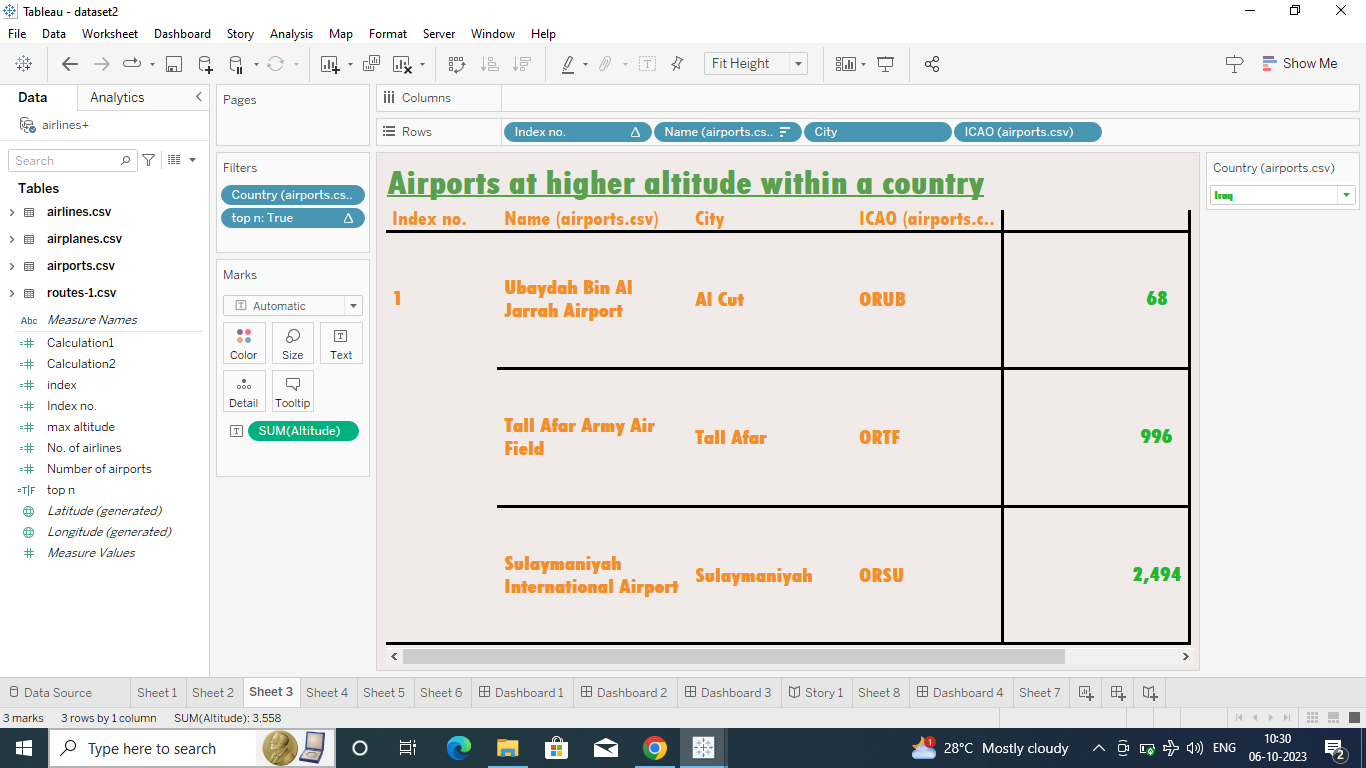 Tableau - dataset2
File Data Worksheet Dashboard Story Analysis Map Format Server Window Help
Fit Height
Show Me
Data Analytics
airlines+
Search
Tables
airlines.csv
airplanes.csv
airports.csv
routes-1.csv
Abc Measure Names
Calculation1
Calculation2
index
Index no.
max altitude
No. of airlines
Number of airports
T|F top n
Latitude (generated)
Longitude (generated)
Measure Values
Pages
Filters
Country (airports.cs..
top n: True
Marks
Automatic
Color Size Text
Detail Tooltip
SUM(Altitude)
Columns
Rows Index no. Name (airports.cs.. City ICAO (airports.csv)
Airports at higher altitude within a country
Index no. Name (airports.csv) City ICAO (airports.c..
1 Ubaydah Bin Al Al Cut ORUB 68
Jarrah Airport
Tall Afar Army Air Tall Afar ORTF 996
Field
Sulaymaniyah Sulaymaniyah ORSU 2,494
International Airport
Country (airports.csv)
Iraq
Data Source Sheet 1 Sheet 2 Sheet 3 Sheet 4 Sheet 5 Sheet 6 Dashboard 1 Dashboard 2 Dashboard 3 Story 1 Sheet 8 Dashboard 4 Sheet 7
3 marks 3 rows by 1 column SUM(Altitude): 3,558
Type here to search
1 28°C Mostly cloudy ENG 10:30
06-10-2023 2